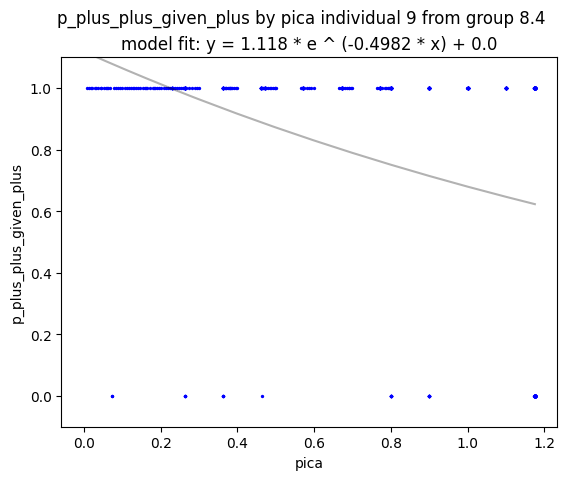 p_plus_plus_given_plus by pica individual 9 from group 8.4
model fit: y = 1.118 * e ^ (-0.4982 * x) + 0.0
p_plus_plus_given_plus
1.0
0.8
0.6
0.4
0.2
0.0
0.0 0.2 0.4 0.6 0.8 1.0 1.2
pica